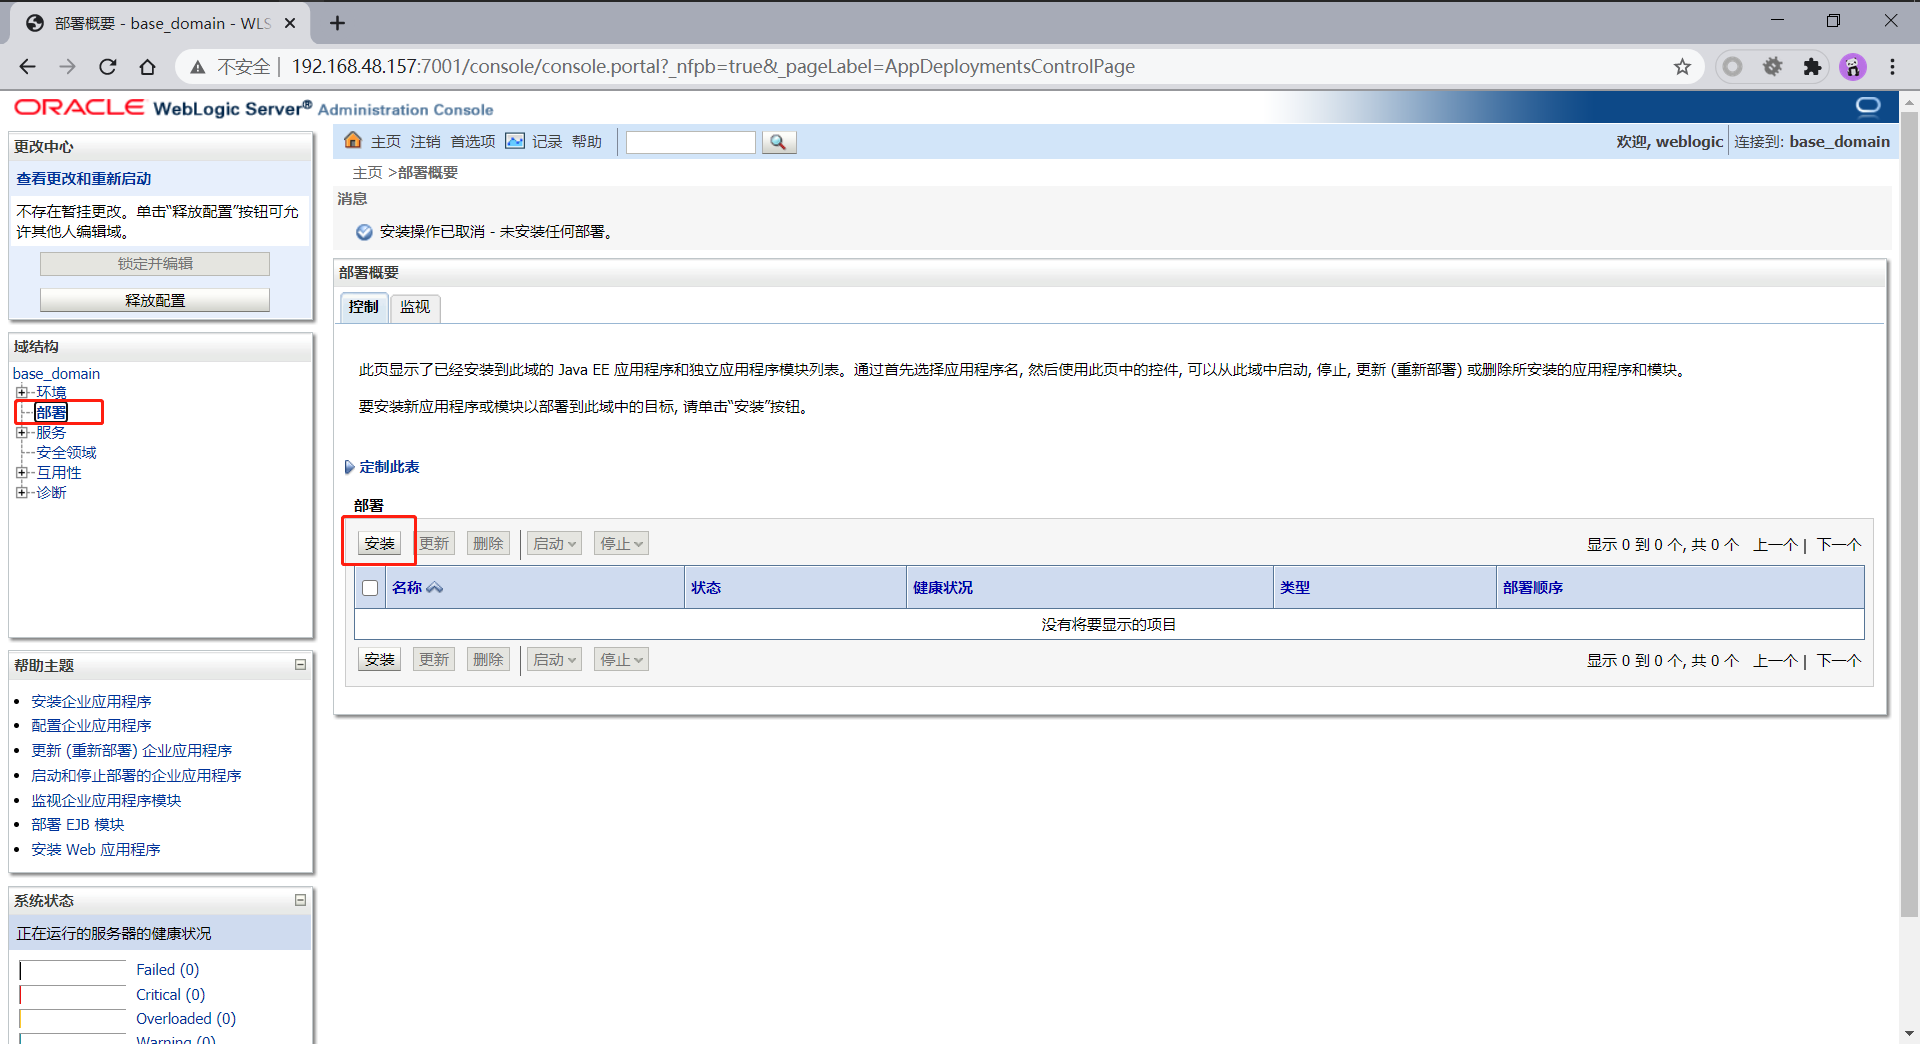 部署概要 - base_domain - WLS
不安全 | 192.168.48.157:7001/console/console.portal?_nfpb=true&_pageLabel=AppDeploymentsControlPage
ORACLE WebLogic Server® Administration Console
更改中心
查看更改和重新启动
不存在暂挂更改。单击“释放配置”按钮可允
许其他人编辑域。
锁定并编辑
释放配置
域结构
base_domain
环境
部署
服务
安全领域
互用性
诊断
帮助主题
安装企业应用程序
配置企业应用程序
更新 (重新部署) 企业应用程序
启动和停止部署的企业应用程序
监视企业应用程序模块
部署 EJB 模块
安装 Web 应用程序
系统状态
正在运行的服务器的健康状况
Failed (0)
Critical (0)
Overloaded (0)
Warning (0)
主页 注销 首选项 记录 帮助
欢迎, weblogic 连接到: base_domain
主页 >部署概要
消息
安装操作已取消 - 未安装任何部署。
部署概要
控制 监视
此页显示了已经安装到此域的 Java EE 应用程序和独立应用程序模块列表。通过首先选择应用程序名, 然后使用此页中的控件, 可以从此域中启动, 停止, 更新 (重新部署) 或删除所安装的应用程序和模块。
要安装新应用程序或模块以部署到此域中的目标, 请单击“安装”按钮。
定制此表
部署
安装 更新 删除 启动 停止 显示 0 到 0 个, 共 0 个 上一个 | 下一个
名称 状态 健康状况 类型 部署顺序
没有将要显示的项目
安装 更新 删除 启动 停止 显示 0 到 0 个, 共 0 个 上一个 | 下一个